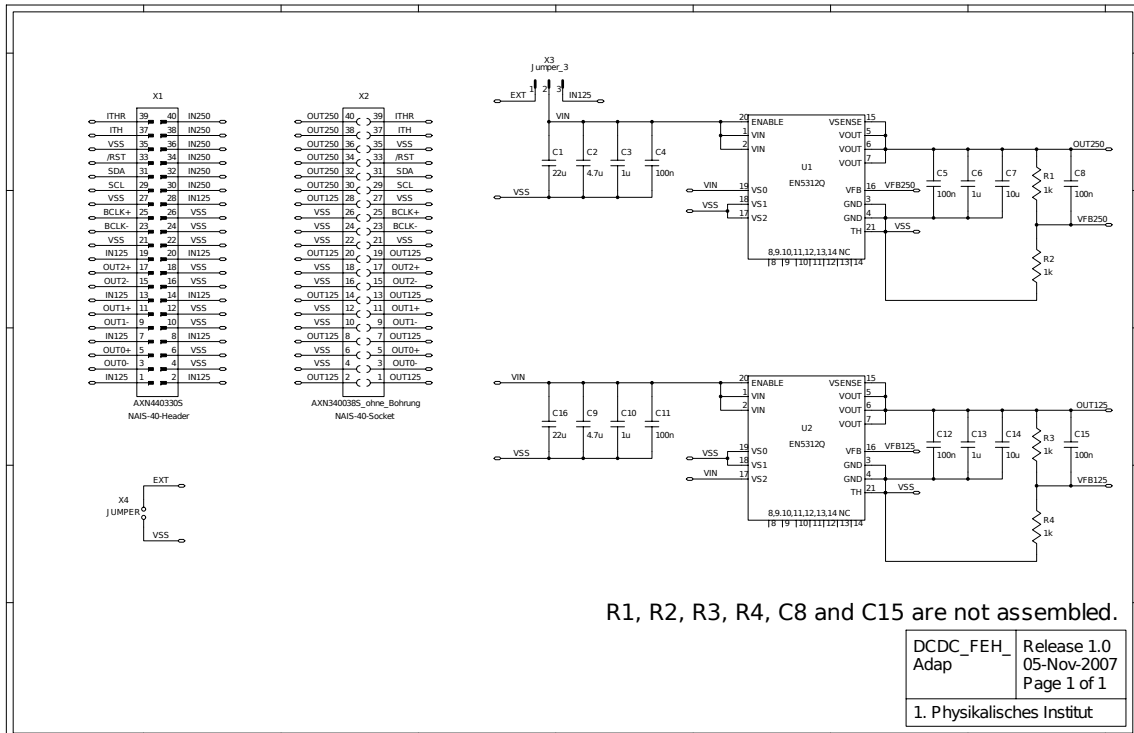 X1
ITHR 39 40 IN250
ITH 37 38 IN250
VSS 35 36 IN250
/RST 33 34 IN250
SDA 31 32 IN250
SCL 29 30 IN250
VSS 27 28 IN125
BCLK+ 25 26 VSS
BCLK- 23 24 VSS
VSS 21 22 VSS
IN125 19 20 IN125
OUT2+ 17 18 VSS
OUT2- 15 16 VSS
IN125 13 14 IN125
OUT1+ 11 12 VSS
OUT1- 9 10 VSS
IN125 7 8 IN125
OUT0+ 5 6 VSS
OUT0- 3 4 VSS
IN125 1 2 IN125
AXN440330S
NAIS-40-Header
X2
OUT250 40 39 ITHR
OUT250 38 37 ITH
OUT250 36 35 VSS
OUT250 34 33 /RST
OUT250 32 31 SDA
OUT250 30 29 SCL
OUT125 28 27 VSS
VSS 26 25 BCLK+
VSS 24 23 BCLK-
VSS 22 21 VSS
OUT125 20 19 OUT125
VSS 18 17 OUT2+
VSS 16 15 OUT2-
OUT125 14 13 OUT125
VSS 12 11 OUT1+
VSS 10 9 OUT1-
OUT125 8 7 OUT125
VSS 6 5 OUT0+
VSS 4 3 OUT0-
OUT125 2 1 OUT125
AXN340038S_ohne_Bohrung
NAIS-40-Socket
X4
JUMPER
EXT
VSS
X3
Jumper_3
EXT 1 2 3 IN125
VIN
C1
22u
C2
4.7u
C3
1u
C4
100n
VSS
20 ENABLE VSENSE 15
1 VIN VOUT 5
2 VIN VOUT 6
VOUT 7
U1
EN5312Q
VIN 19 VS0 VFB 16 VFB250
VSS 18 VS1 GND 3
17 VS2 GND 4
TH 21 VSS
8,9.10,11,12,13,14 NC
8 9 10 11 12 13 14
OUT250
C5
100n
C6
1u
C7
10u
R1
1k
C8
100n
VFB250
R2
1k
VIN
C16
22u
C9
4.7u
C10
1u
C11
100n
VSS
20 ENABLE VSENSE 15
1 VIN VOUT 5
2 VIN VOUT 6
VOUT 7
U2
EN5312Q
VSS 19 VS0 VFB 16 VFB125
18 VS1 GND 3
VIN 17 VS2 GND 4
TH 21 VSS
8,9.10,11,12,13,14 NC
8 9 10 11 12 13 14
OUT125
C12
100n
C13
1u
C14
10u
R3
1k
C15
100n
VFB125
R4
1k
R1, R2, R3, R4, C8 and C15 are not assembled.
DCDC_FEH_
Adap
Release 1.0
05-Nov-2007
Page 1 of 1
1. Physikalisches Institut